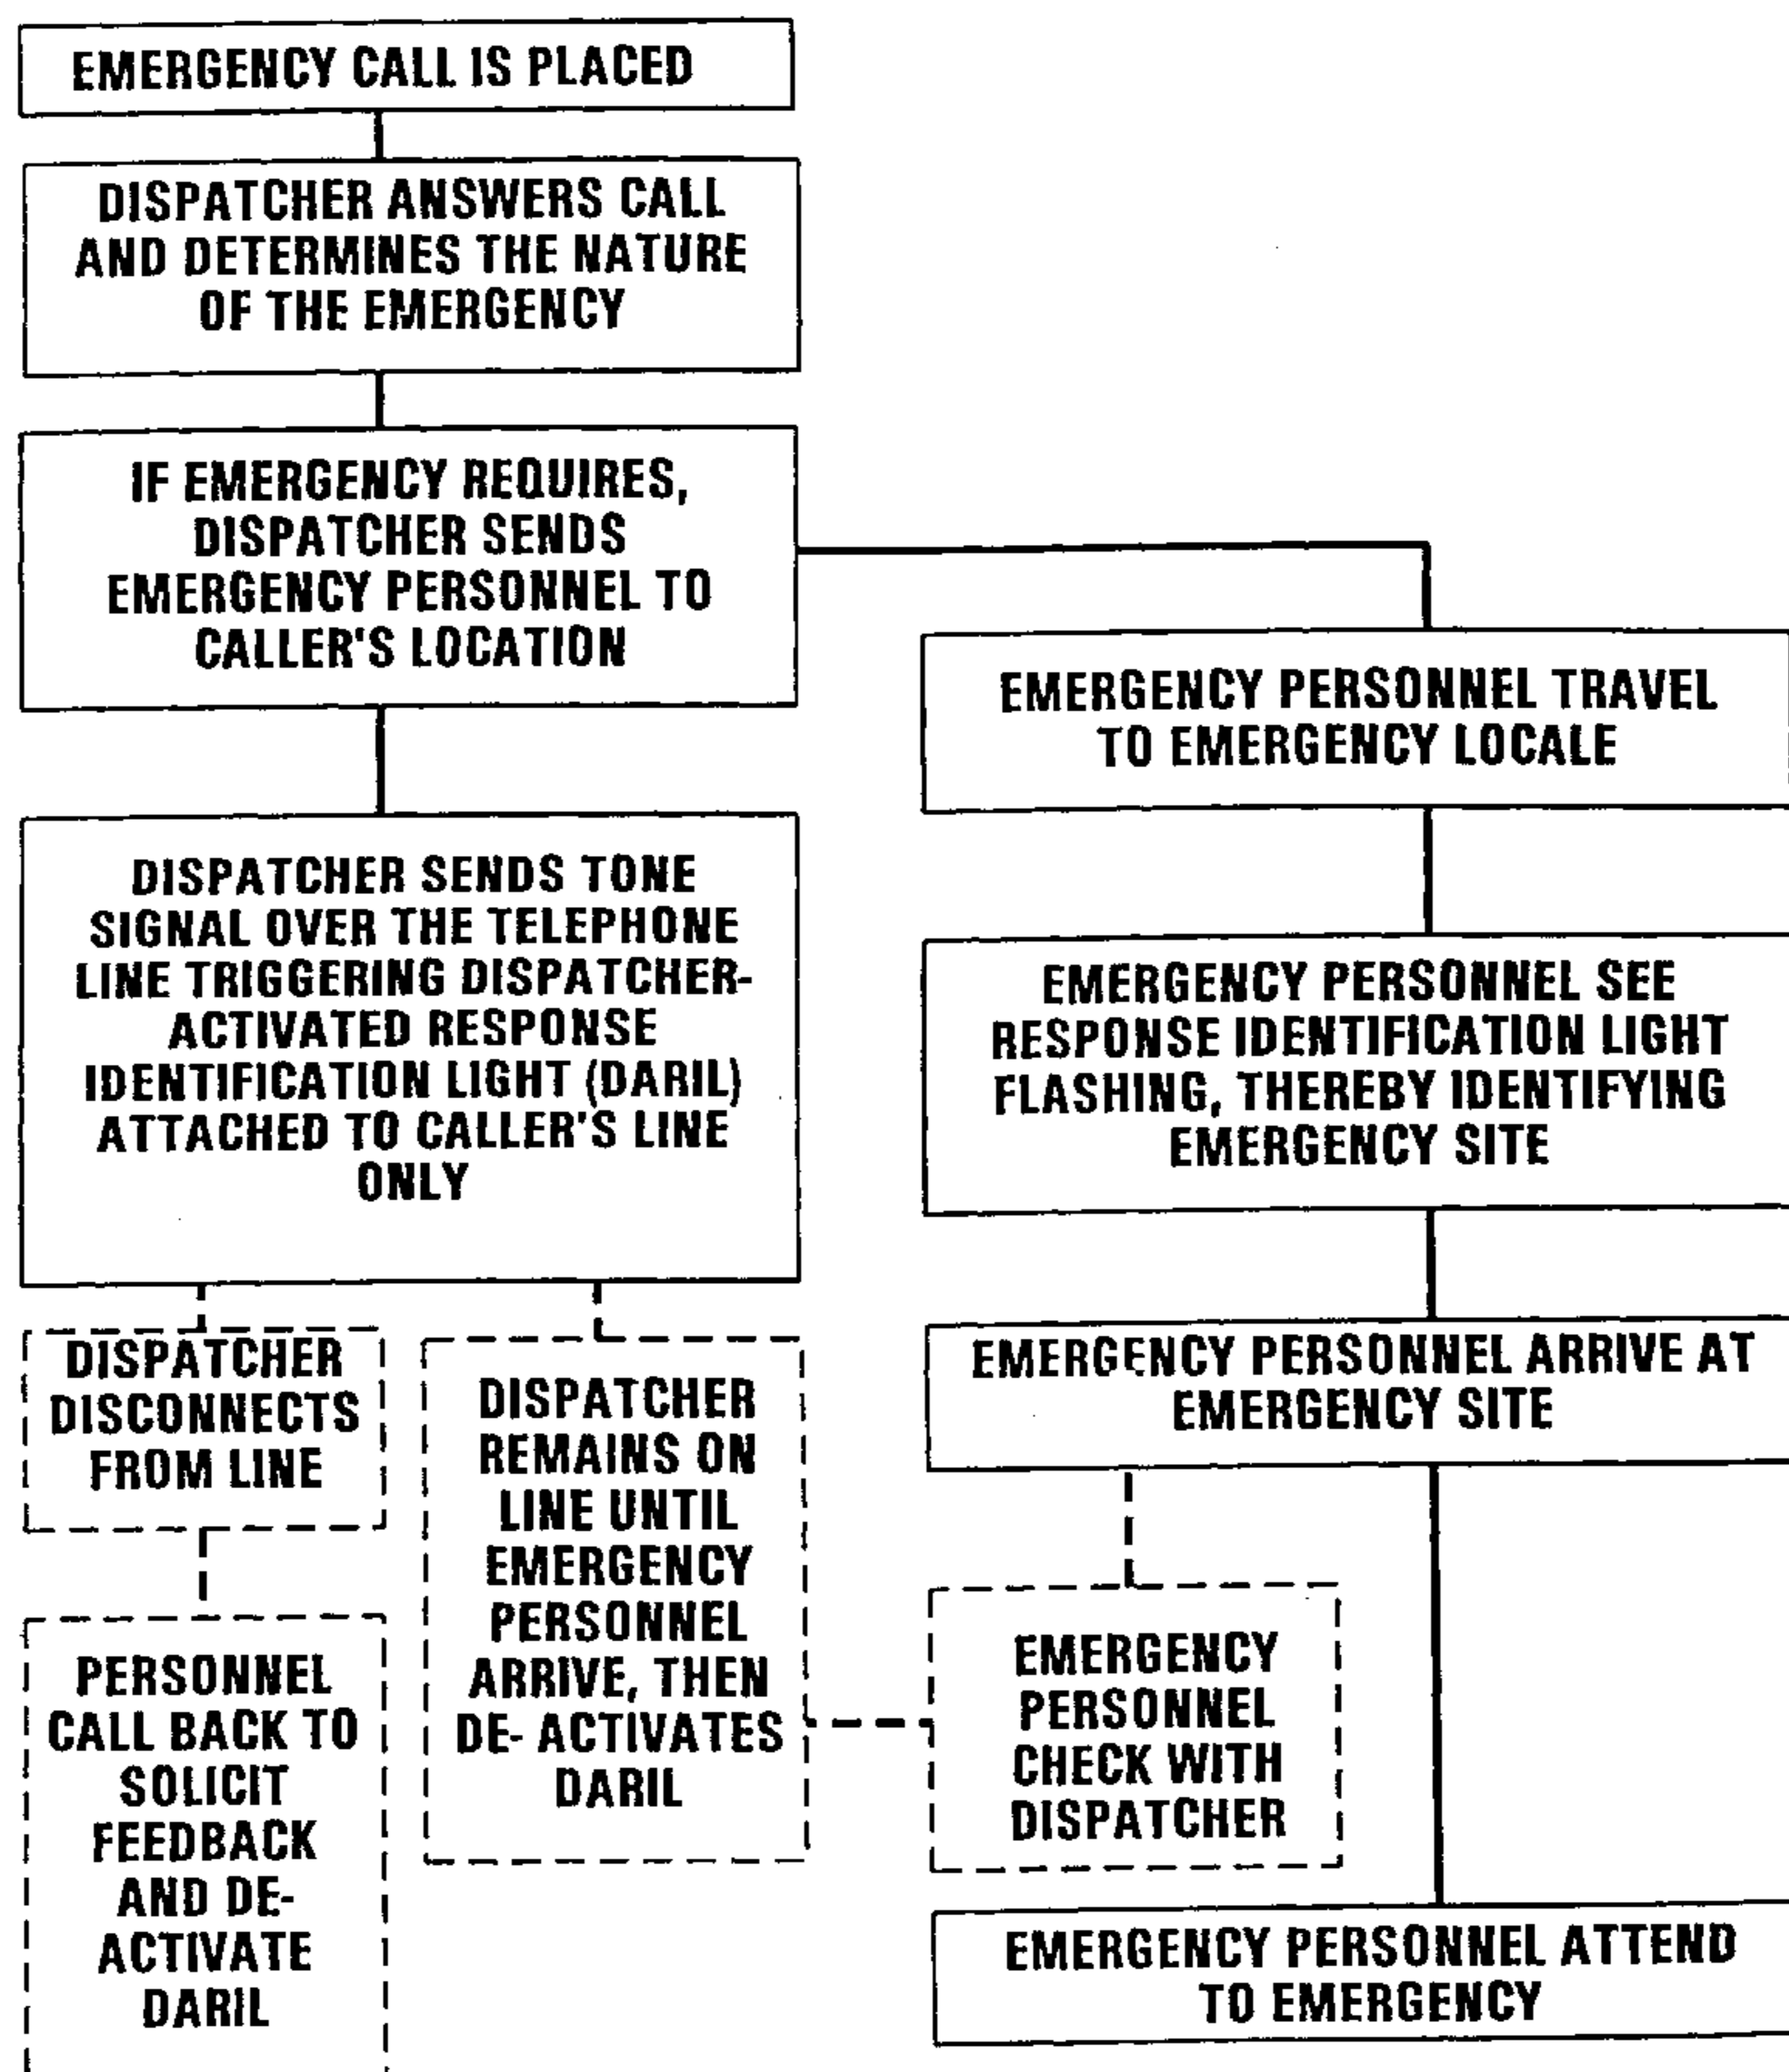 EMERGENCY CALL IS PLACED
DISPATCHER ANSWERS CALL
AND DETERMINES THE NATURE
OF THE EMERGENCY
IF EMERGENCY REQUIRES,
DISPATCHER SENDS
EMERGENCY PERSONNEL TO
CALLER'S LOCATION
DISPATCHER SENDS TONE
SIGNAL OVER THE TELEPHONE
LINE TRIGGERING DISPATCHER-
ACTIVATED RESPONSE
IDENTIFICATION LIGHT (DARIL)
ATTACHED TO CALLER'S LINE
ONLY
DISPATCHER
DISCONNECTS
FROM LINE
PERSONNEL
CALL BACK TO
SOLICIT
FEEDBACK
AND DE-
ACTIVATE
DARIL
DISPATCHER
REMAINS ON
LINE UNTIL
EMERGENCY
PERSONNEL
ARRIVE, THEN
DE- ACTIVATES
DARIL
EMERGENCY PERSONNEL TRAVEL
TO EMERGENCY LOCALE
EMERGENCY PERSONNEL SEE
RESPONSE IDENTIFICATION LIGHT
FLASHING, THEREBY IDENTIFYING
EMERGENCY SITE
EMERGENCY PERSONNEL ARRIVE AT
EMERGENCY SITE
EMERGENCY
PERSONNEL
CHECK WITH
DISPATCHER
EMERGENCY PERSONNEL ATTEND
TO EMERGENCY